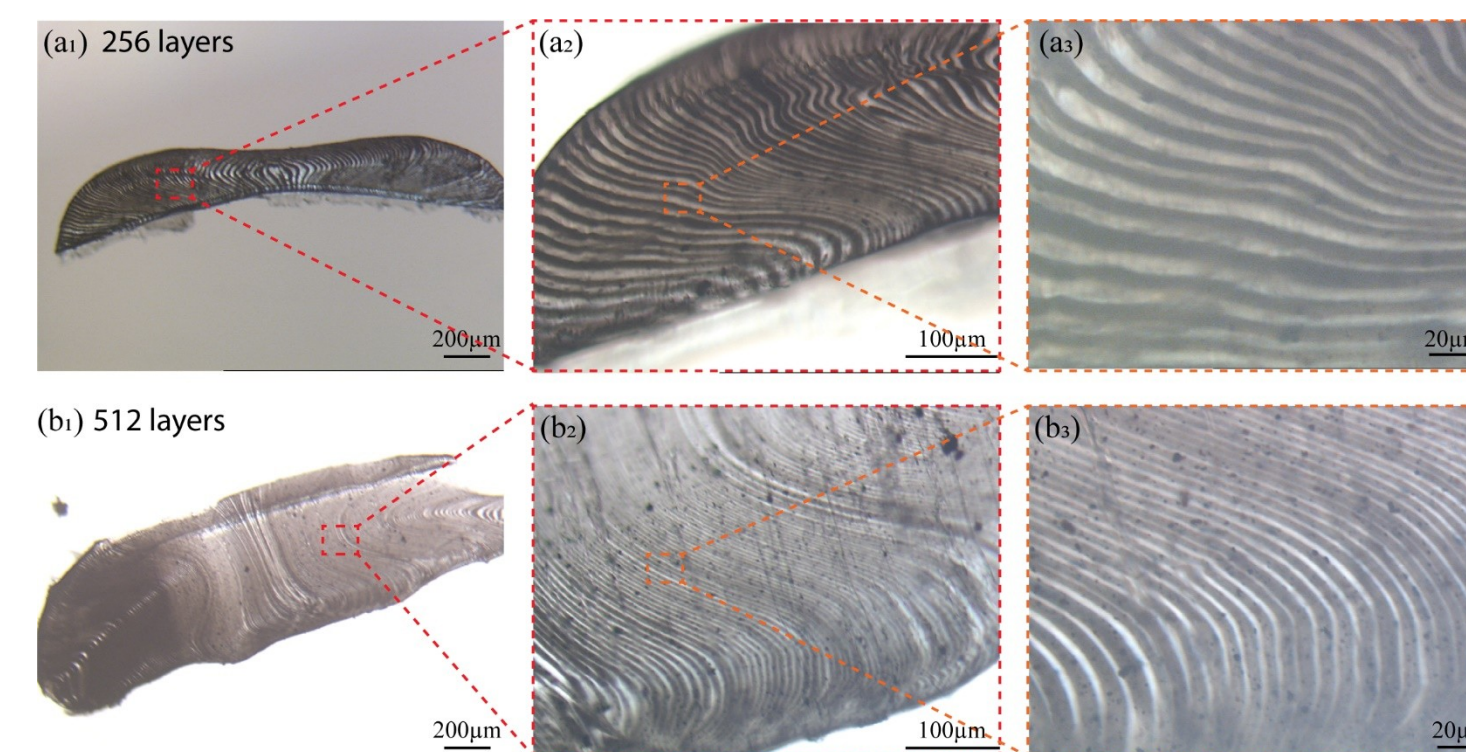 (a₁) 256 layers
(a₂)
(a₃)
200μm
100μm
(b₁) 512 layers
(b₂)
(b₃)
200μm
100μm